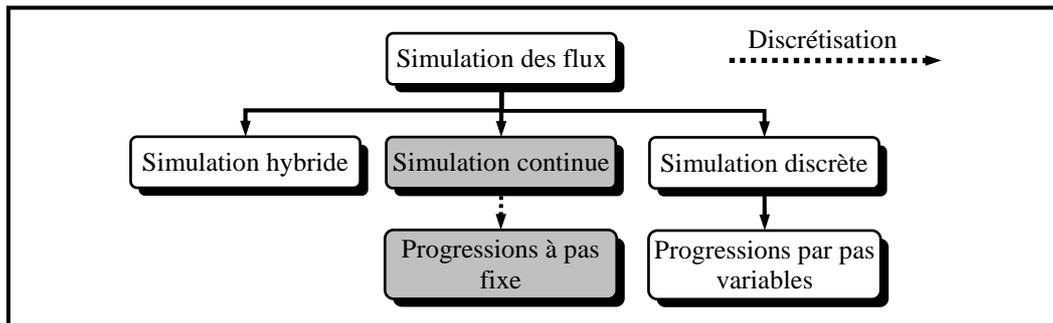 Simulation des flux
Discrétisation
Simulation hybride
Simulation continue
Simulation discrète
Progressions à pas
fixe
Progressions par pas
variables